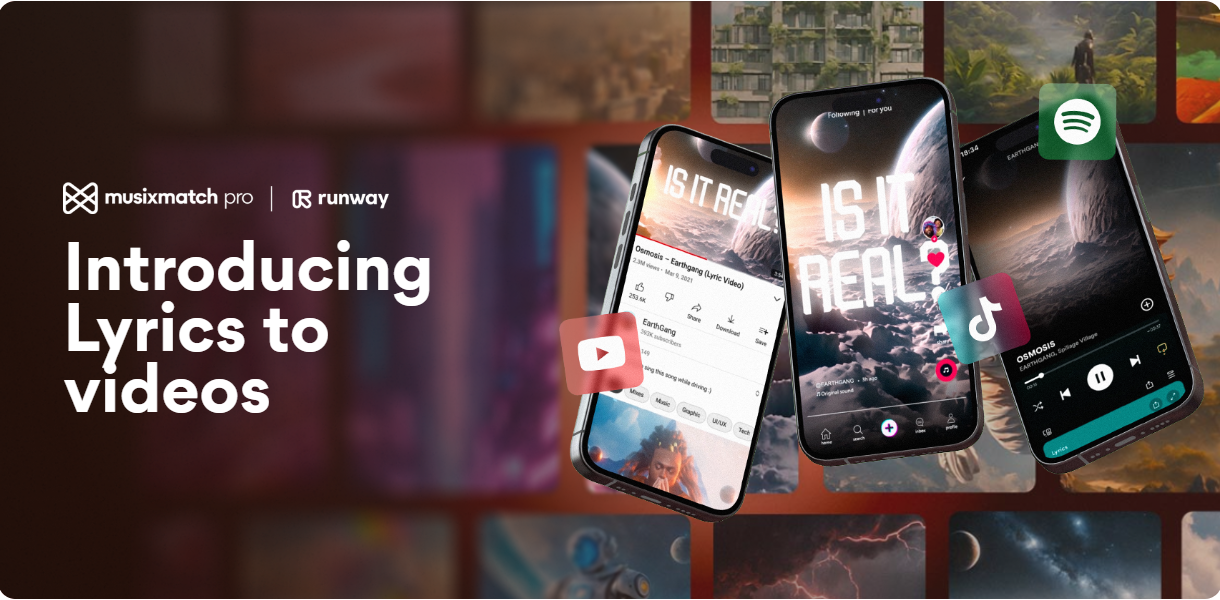 musixmatch pro | runway
Introducing
Lyrics to
videos
IS IT REAL?
Osmosis – Earthgang (Lyric Video)
2.3M views • Mar 9, 2021
253.6K
Share
Download
Save
EarthGang
363K subscribers
149
sing this song while driving :)
Mixes
Music
Graphic
UI/UX
Tech
Following | For you
IS IT
REAL?
@EARTHGANG • 5h ago
Original sound
home
search
inbox
profile
18:34
EARTHGANG
OSMOSIS
EARTHGANG, Spillage Village
Lyrics